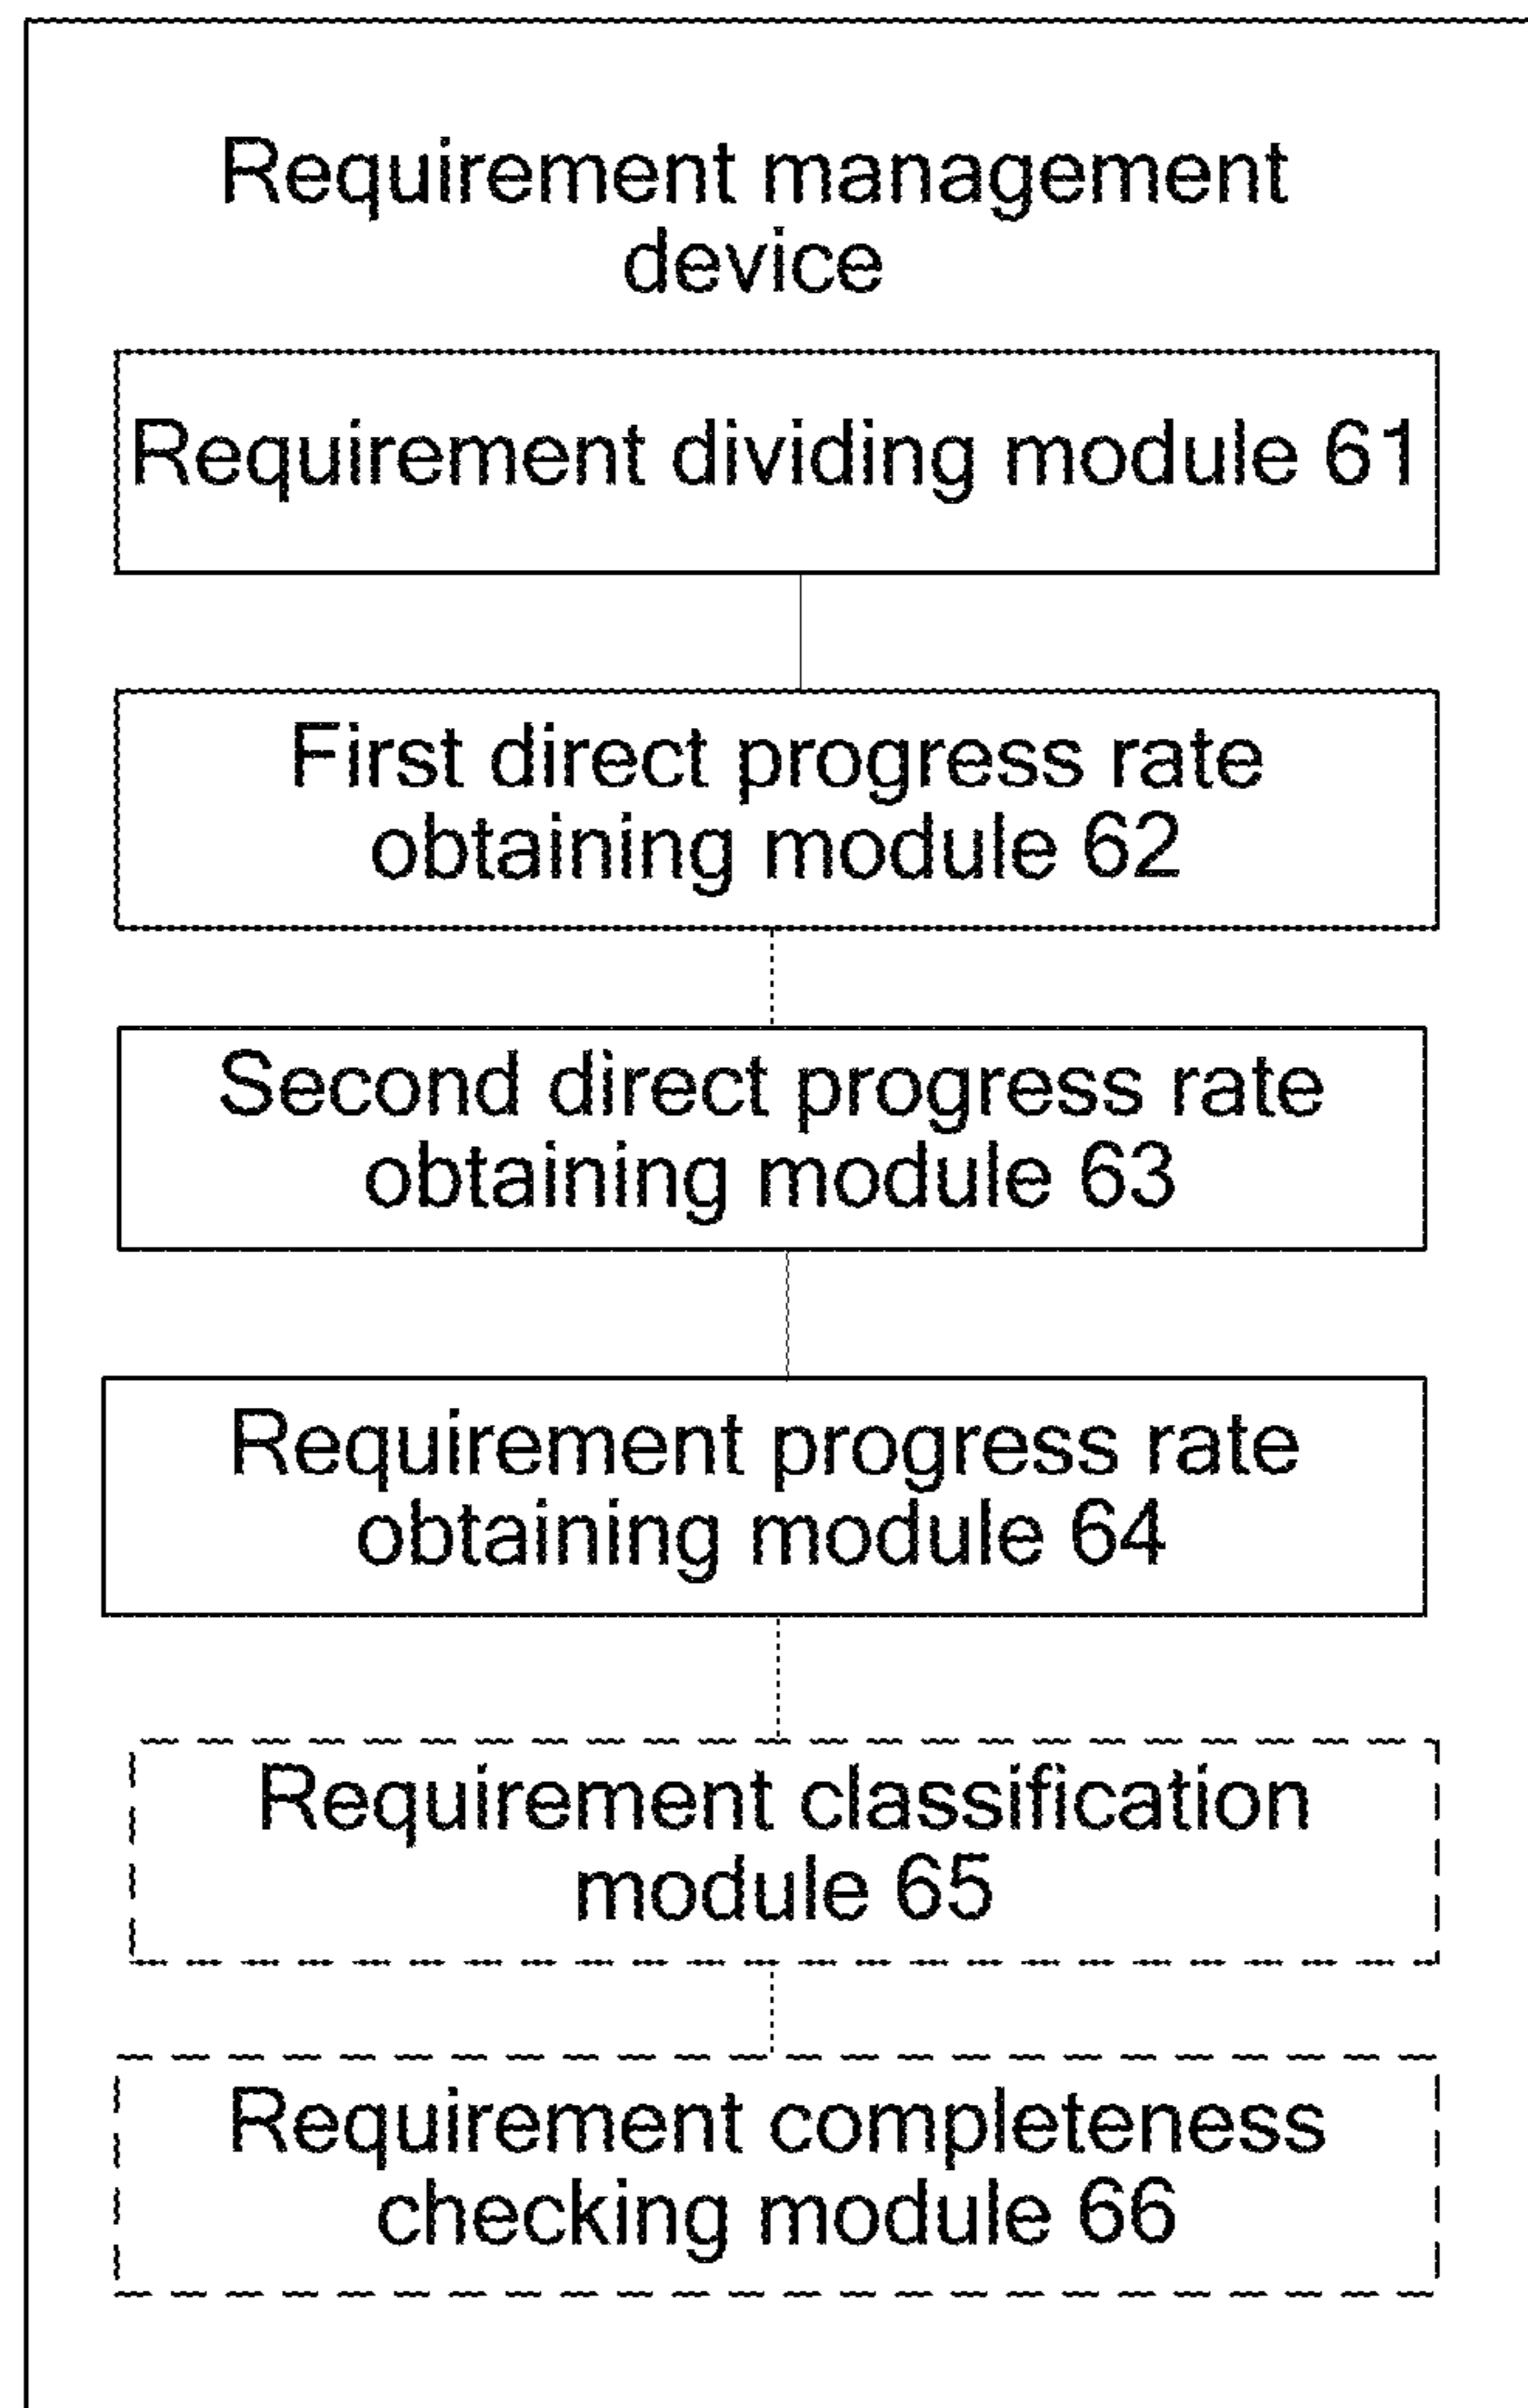 Requirement management
device
Requirement dividing module 61
First direct progress rate
obtaining module 62
Second direct progress rate
obtaining module 63
Requirement progress rate
obtaining module 64
Requirement classification
module 65
Requirement completeness
checking module 66